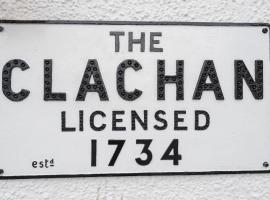 THE
CLACHAN
LICENSED
estd 1734